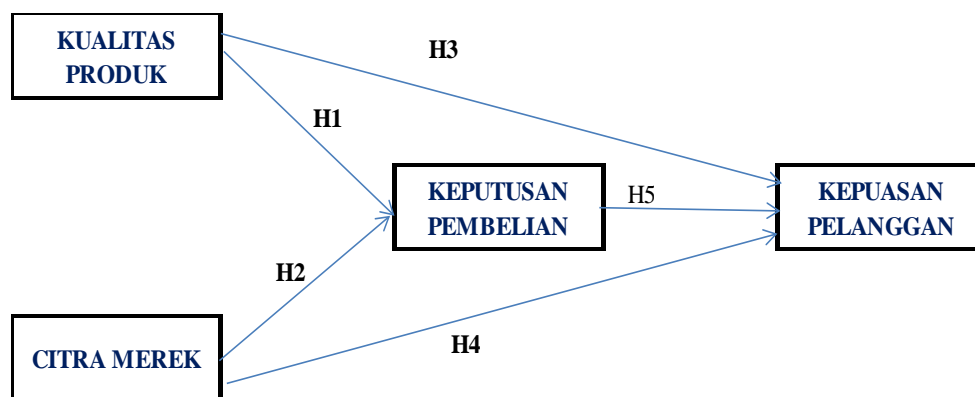 KUALITAS
PRODUK
H3
H1
KEPUTUSAN
PEMBELIAN
H5
KEPUASAN
PELANGGAN
H2
CITRA MEREK
H4